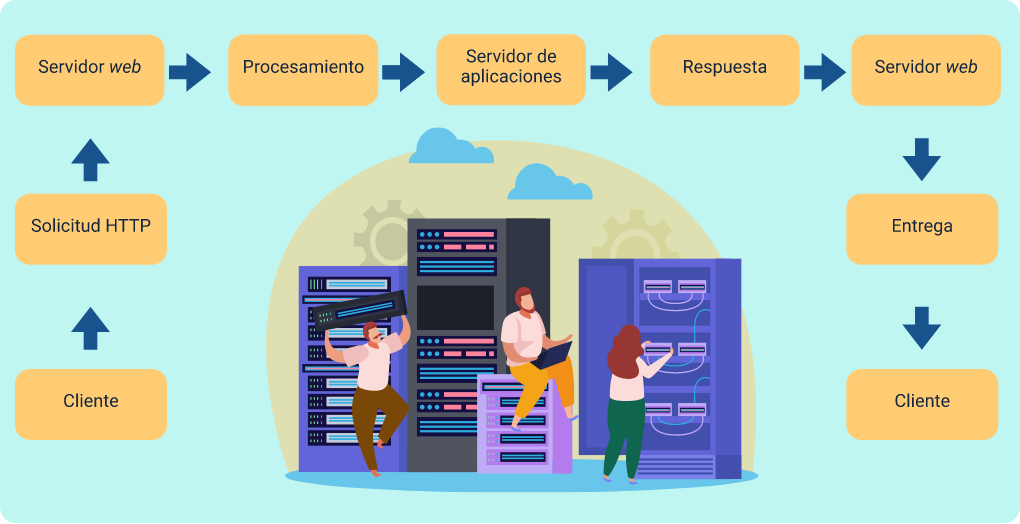 Servidor web
Procesamiento
Servidor de
aplicaciones
Respuesta
Servidor web
Solicitud HTTP
Entrega
Cliente
Cliente